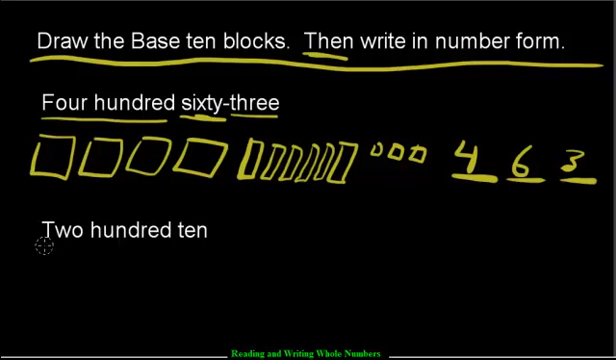 Draw the Base ten blocks. Then write in number form.
Four hundred sixty-three
4 6 3
Two hundred ten
Reading and Writing Whole Numbers